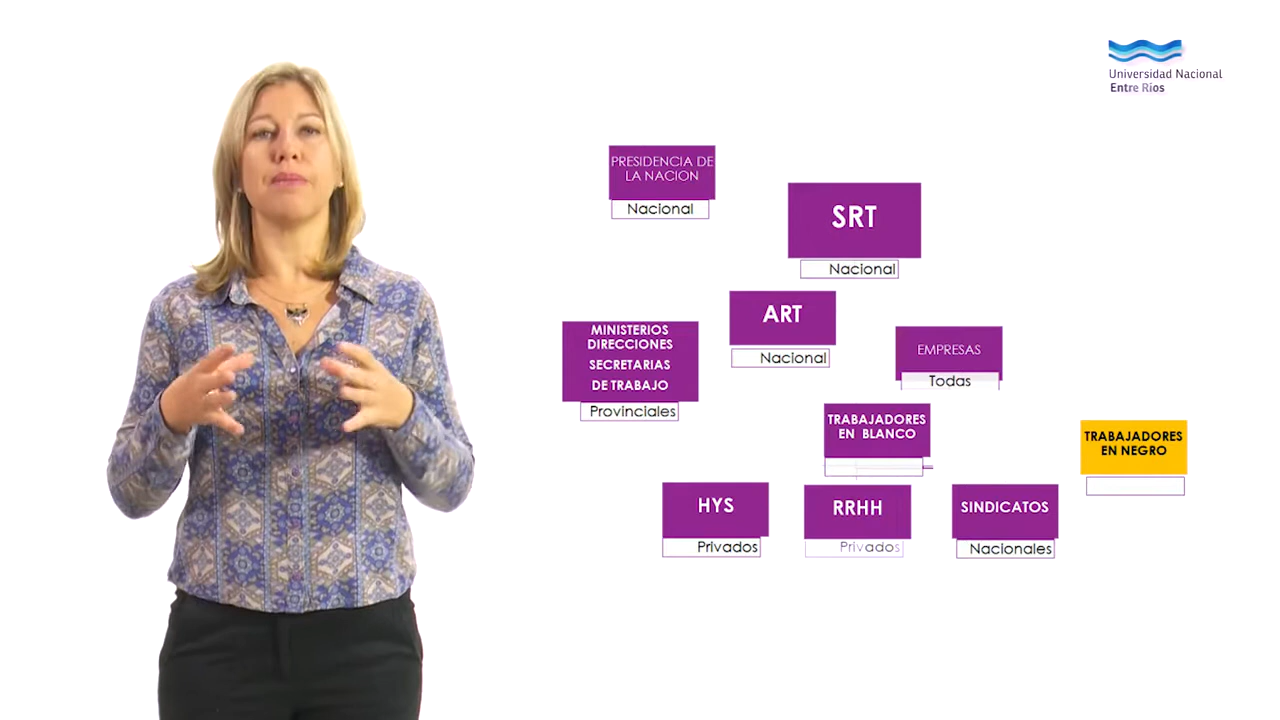 Universidad Nacional
Entre Ríos
PRESIDENCIA DE
LA NACION
Nacional
SRT
Nacional
ART
Nacional
MINISTERIOS
DIRECCIONES
SECRETARIAS
DE TRABAJO
Provinciales
EMPRESAS
Todas
TRABAJADORES
EN BLANCO
TRABAJADORES
EN NEGRO
HYS
Privados
RRHH
Privados
SINDICATOS
Nacionales